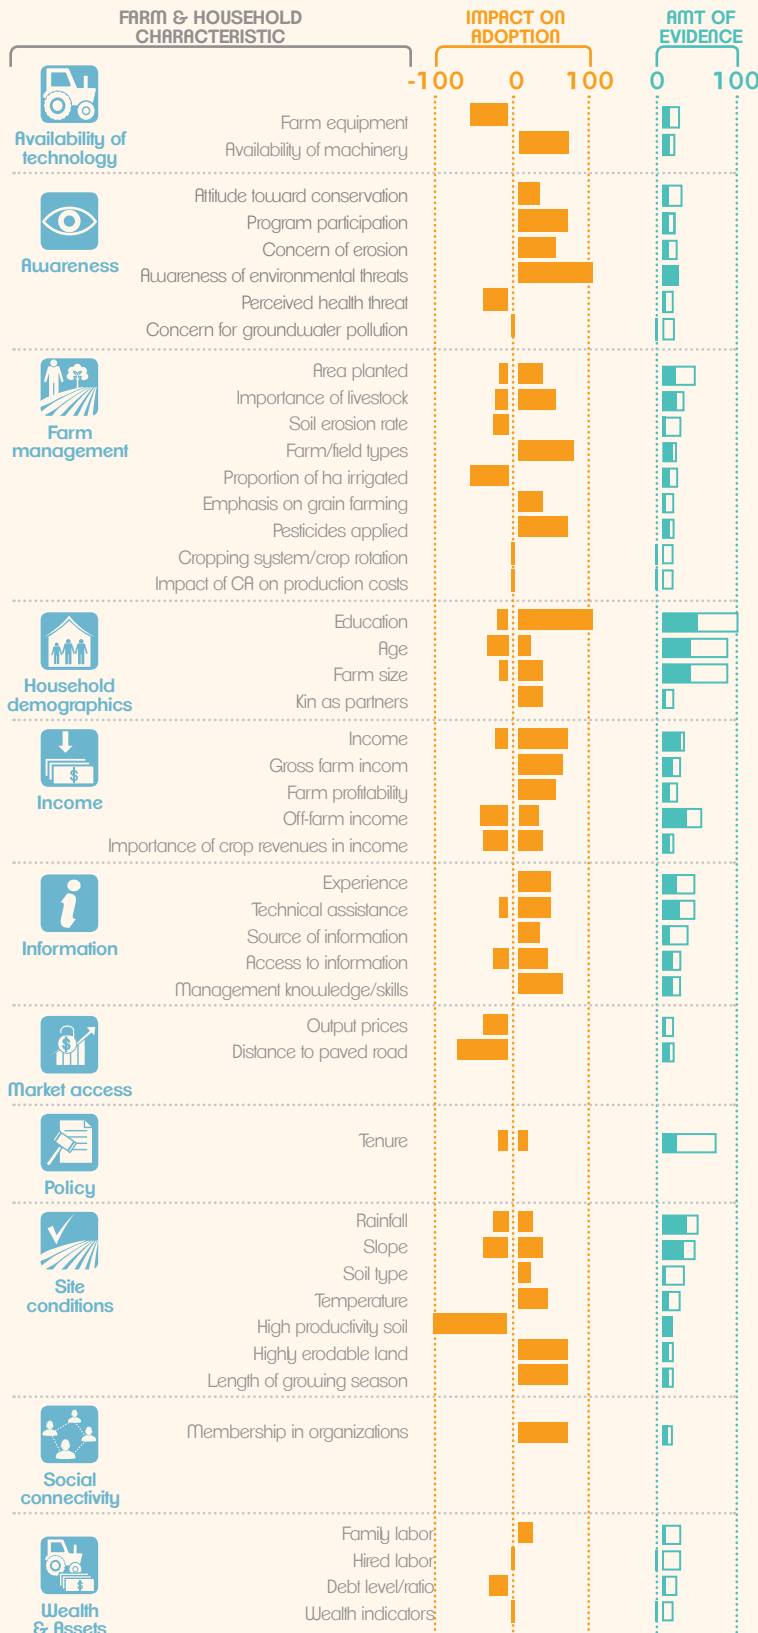 FARM & HOUSEHOLD
CHARACTERISTIC
IMPACT ON
ADOPTION
AMT OF
EVIDENCE
-100 0 100 0 100
Availability of
technology
Farm equipment
Availability of machinery
Awareness
Attitude toward conservation
Program participation
Concern of erosion
Awareness of environmental threats
Perceived health threat
Concern for groundwater pollution
Farm
management
Area planted
Importance of livestock
Soil erosion rate
Farm/field types
Proportion of ha irrigated
Emphasis on grain farming
Pesticides applied
Cropping system/crop rotation
Impact of CA on production costs
Household
demographics
Education
Age
Farm size
Kin as partners
$
Income
Income
Gross farm incom
Farm profitability
Off-farm income
Importance of crop revenues in income
i
Information
Experience
Technical assistance
Source of information
Access to information
Management knowledge/skills
$
Market access
Output prices
Distance to paved road
Policy
Tenure
Site
conditions
Rainfall
Slope
Soil type
Temperature
High productivity soil
Highly erodable land
Length of growing season
Social
connectivity
Membership in organizations
$
Wealth
& Assets
Family labor
Hired labor
Debt level/ratio
Wealth indicators